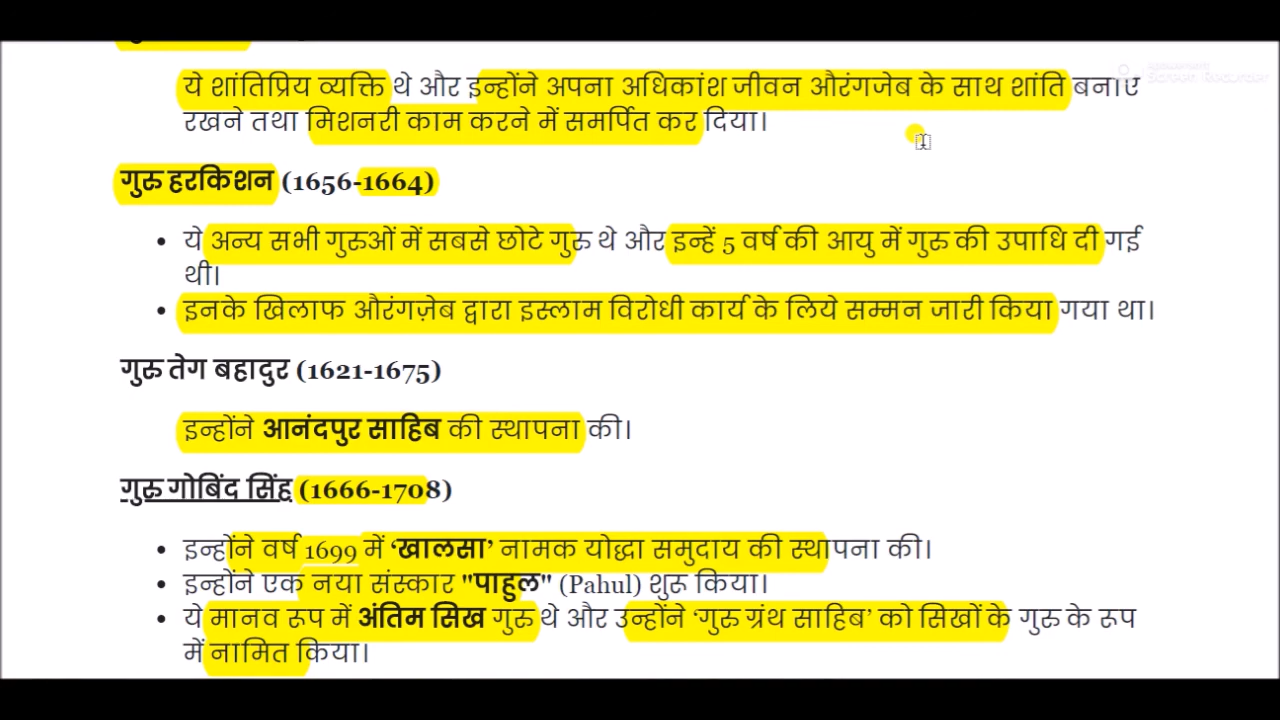 ये शांतिप्रिय व्यक्ति थे और इन्होंने अपना अधिकांश जीवन औरंगजेब के साथ शांति बनाए
रखने तथा मिशनरी काम करने में समर्पित कर दिया।
गुरु हरकिशन (1656-1664)
• ये अन्य सभी गुरुओं में सबसे छोटे गुरु थे और इन्हें 5 वर्ष की आयु में गुरु की उपाधि दी गई
थी।
• इनके खिलाफ औरंगज़ेब द्वारा इस्लाम विरोधी कार्य के लिये सम्मन जारी किया गया था।
गुरु तेग बहादुर (1621-1675)
इन्होंने आनंदपुर साहिब की स्थापना की।
गुरु गोबिंद सिंह (1666-1708)
• इन्होंने वर्ष 1699 में ‘खालसा’ नामक योद्धा समुदाय की स्थापना की।
• इन्होंने एक नया संस्कार "पाहुल" (Pahul) शुरू किया।
• ये मानव रूप में अंतिम सिख गुरु थे और उन्होंने ‘गुरु ग्रंथ साहिब’ को सिखों के गुरु के रूप
में नामित किया।
Screen Recorder